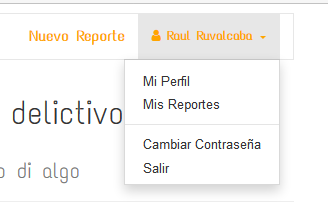 Nuevo Reporte Raul Ruvalcaba
Mi Perfil
Mis Reportes
delictivo
Cambiar Contraseña
di algo
Salir